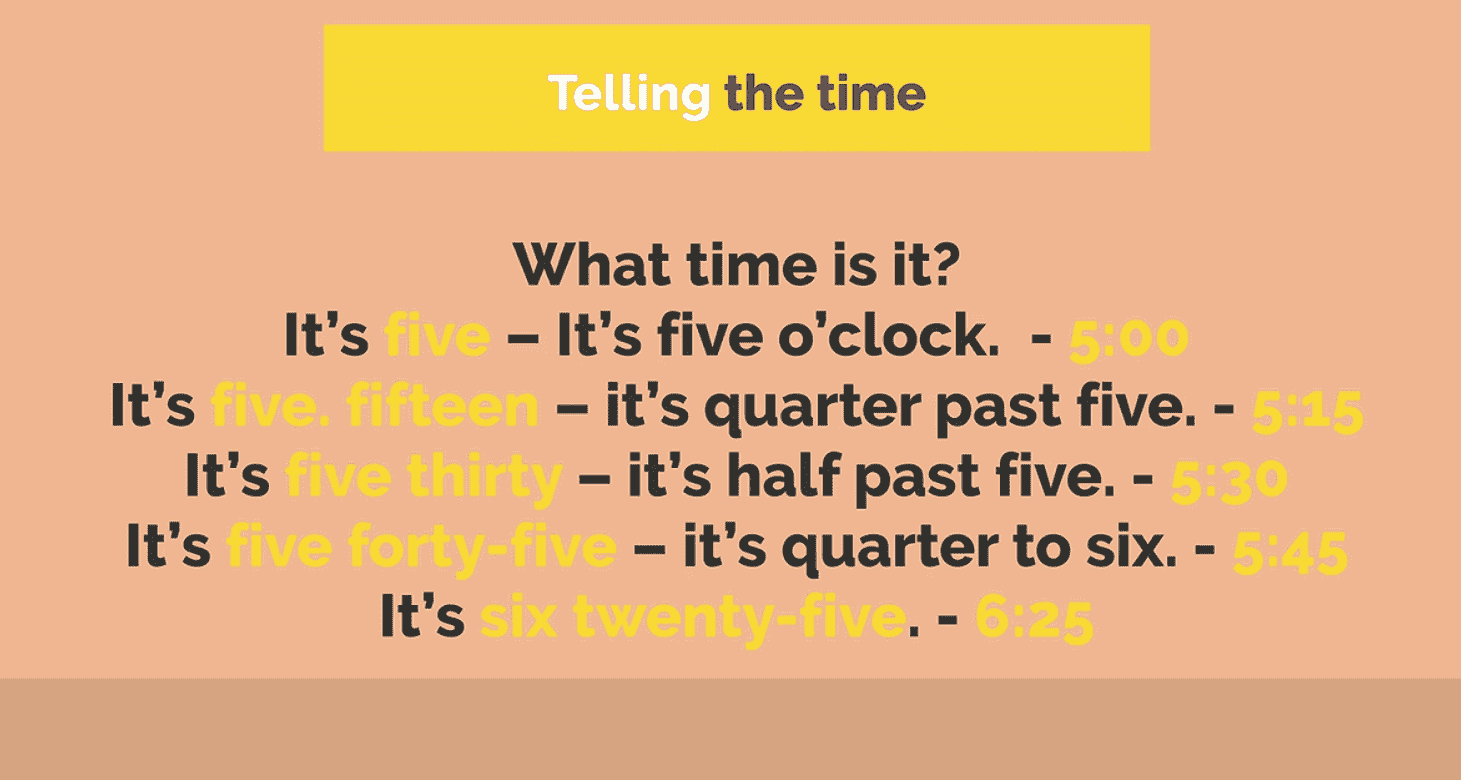 Telling the time
What time is it?
It’s five – It’s five o’clock.  - 5:00
It’s five. fifteen – it’s quarter past five. - 5:15
It’s five thirty – it’s half past five. - 5:30
It’s five forty-five – it’s quarter to six. - 5:45
It’s six twenty-five. - 6:25